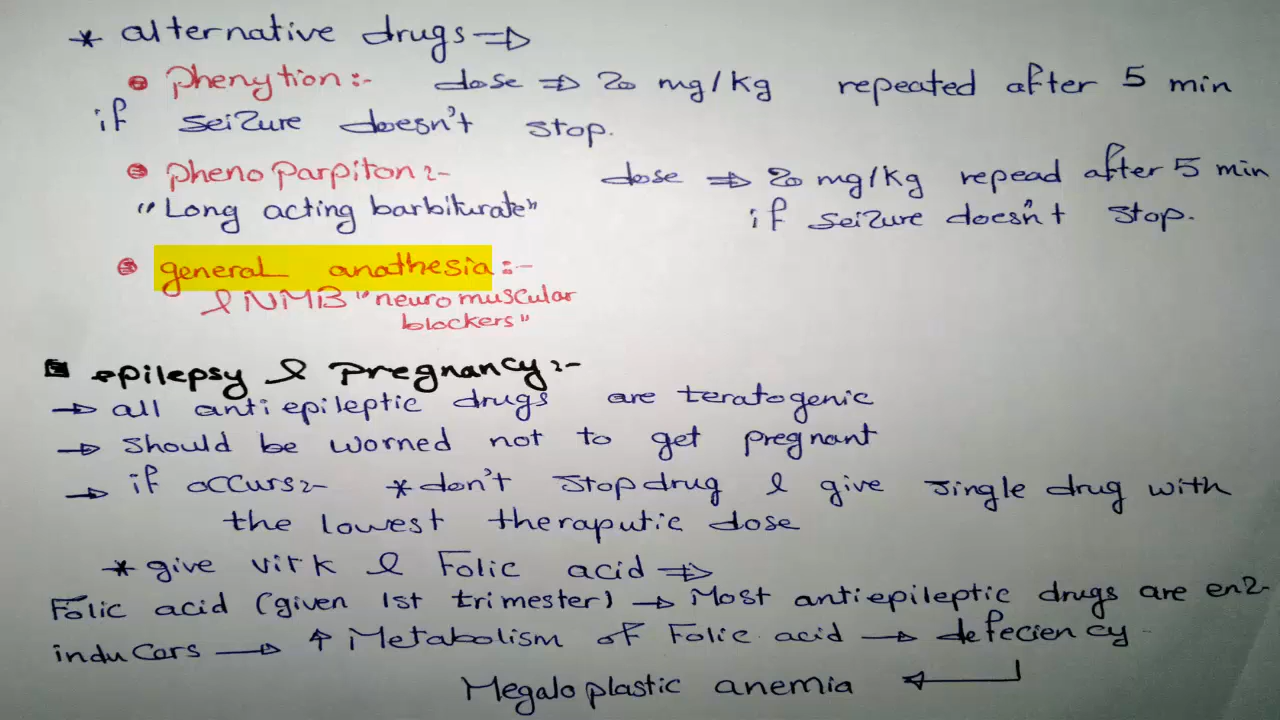 * alternative drugs ⇒
• Phenytion:- dose ⇒ 20 mg/kg repeated after 5 min
if seizure doesn't stop.
• PhenoParpiton:- dose ⇒ 20 mg/kg repead after 5 min
"Long acting barbiturate" if seizure doesn't stop.
• general anathesia:-
& NMB "neuromuscular
blockers"
epilepsy & Pregnancy:-
→ all antiepileptic drugs are teratogenic
→ should be worned not to get pregnant
→ if occurs:- * don't stop drug & give single drug with
the lowest theraputic dose
* give vit K & Folic acid ⇒
Folic acid (given 1st trimester) → Most antiepileptic drugs are enz-
inducers → ↑ Metabolism of Folic acid → defeciency
Megaloplastic anemia ←